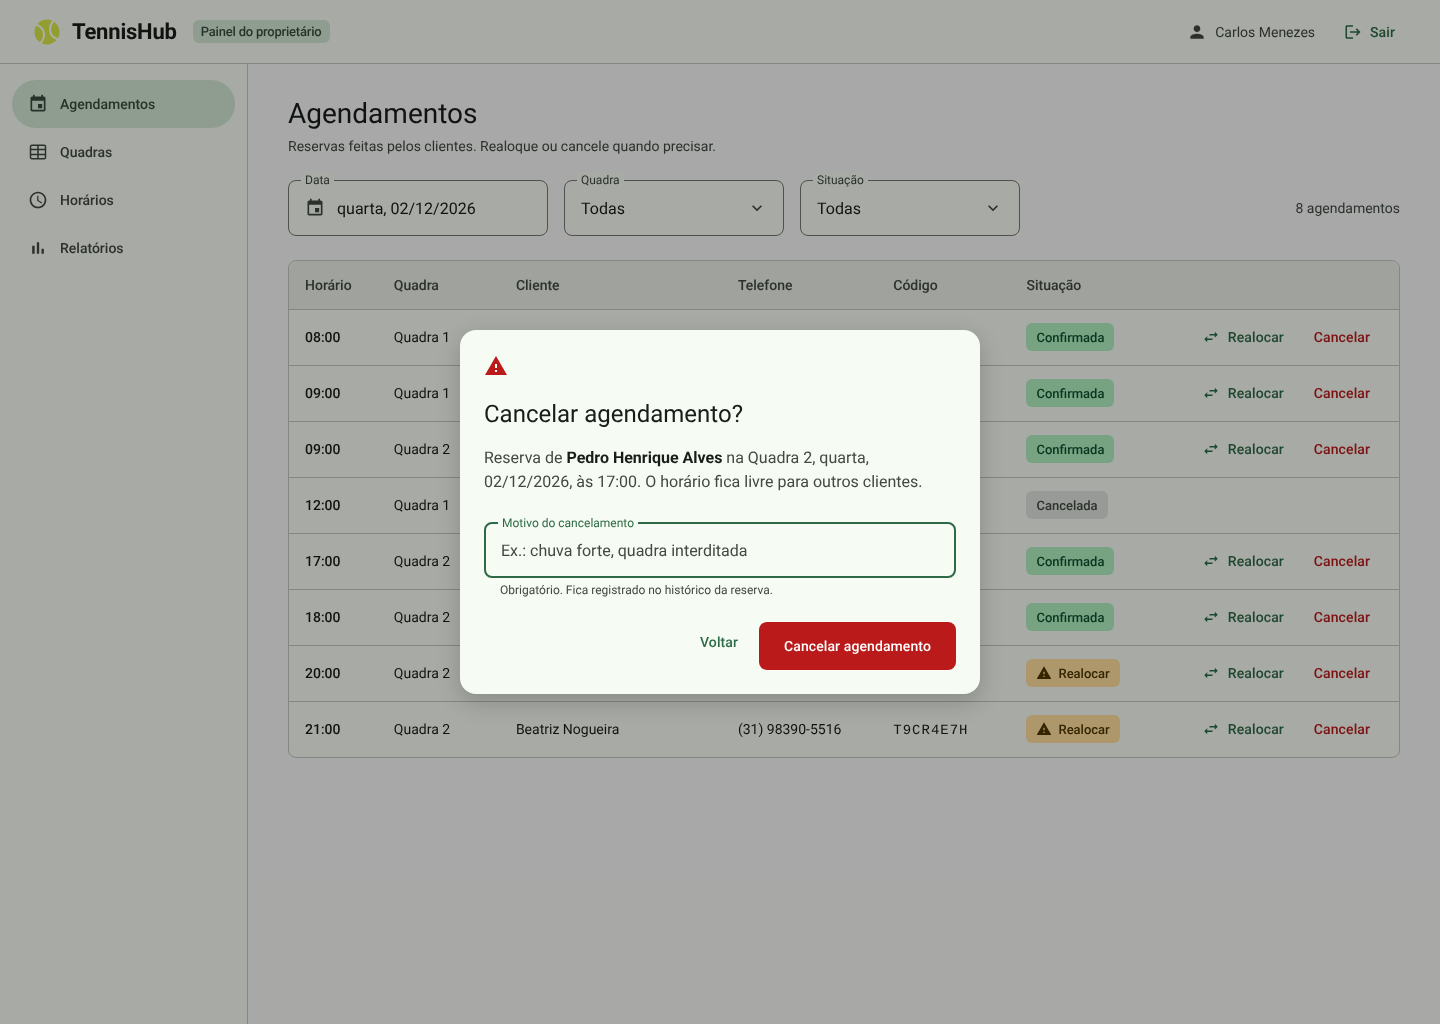 TennisHub
Painel do proprietário
Carlos Menezes
Sair
Agendamentos
Quadras
Horários
Relatórios
Agendamentos
Reservas feitas pelos clientes. Realoque ou cancele quando precisar.
Data
quarta, 02/12/2026
Quadra
Todas
Situação
Todas
8 agendamentos
Horário Quadra Cliente Telefone Código Situação
08:00 Quadra 1 Confirmada Realocar Cancelar
09:00 Quadra 1 Confirmada Realocar Cancelar
09:00 Quadra 2 Confirmada Realocar Cancelar
12:00 Quadra 1 Cancelada
17:00 Quadra 2 Confirmada Realocar Cancelar
18:00 Quadra 2 Confirmada Realocar Cancelar
20:00 Quadra 2 Realocar Realocar Cancelar
21:00 Quadra 2 Beatriz Nogueira (31) 98390-5516 T9CR4E7H Realocar Realocar Cancelar
Cancelar agendamento?
Reserva de Pedro Henrique Alves na Quadra 2, quarta,
02/12/2026, às 17:00. O horário fica livre para outros clientes.
Motivo do cancelamento
Ex.: chuva forte, quadra interditada
Obrigatório. Fica registrado no histórico da reserva.
Voltar
Cancelar agendamento